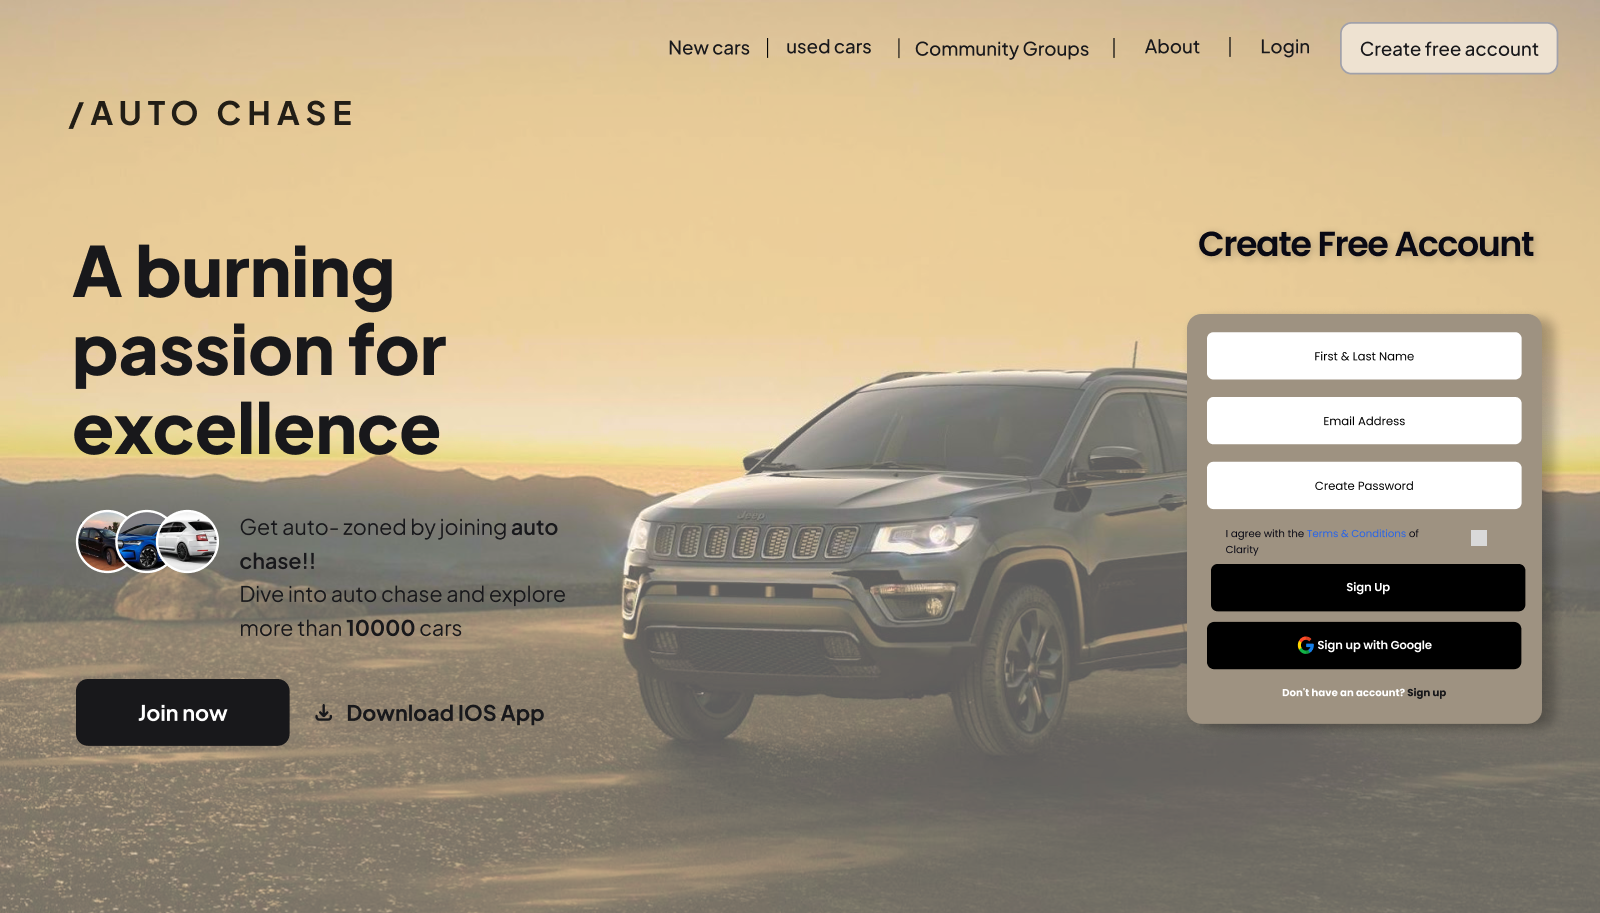 New cars | used cars | Community Groups | About | Login Create free account
/AUTO CHASE
A burning
passion for
excellence
Get auto- zoned by joining auto
chase!!
Dive into auto chase and explore
more than 10000 cars
Join now
Download IOS App
Create Free Account
First & Last Name
Email Address
Create Password
I agree with the Terms & Conditions of
Clarity
Sign Up
Sign up with Google
Don't have an account? Sign up
Jeep